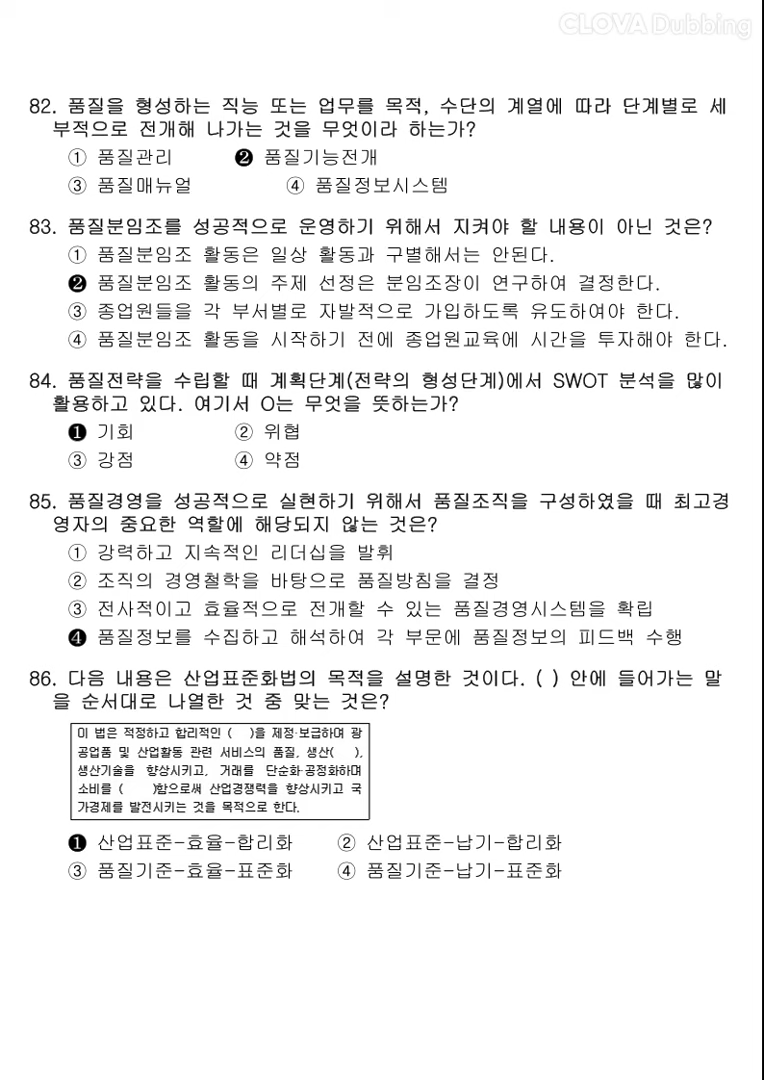 CLOVA Dubbing
82. 품질을 형성하는 직능 또는 업무를 목적, 수단의 계열에 따라 단계별로 세
부적으로 전개해 나가는 것을 무엇이라 하는가?
① 품질관리 ❷ 품질기능전개
③ 품질매뉴얼 ④ 품질정보시스템
83. 품질분임조를 성공적으로 운영하기 위해서 지켜야 할 내용이 아닌 것은?
① 품질분임조 활동은 일상 활동과 구별해서는 안된다.
❷ 품질분임조 활동의 주제 선정은 분임조장이 연구하여 결정한다.
③ 종업원들을 각 부서별로 자발적으로 가입하도록 유도하여야 한다.
④ 품질분임조 활동을 시작하기 전에 종업원교육에 시간을 투자해야 한다.
84. 품질전략을 수립할 때 계획단계(전략의 형성단계)에서 SWOT 분석을 많이
활용하고 있다. 여기서 O는 무엇을 뜻하는가?
❶ 기회 ② 위협
③ 강점 ④ 약점
85. 품질경영을 성공적으로 실현하기 위해서 품질조직을 구성하였을 때 최고경
영자의 중요한 역할에 해당되지 않는 것은?
① 강력하고 지속적인 리더십을 발휘
② 조직의 경영철학을 바탕으로 품질방침을 결정
③ 전사적이고 효율적으로 전개할 수 있는 품질경영시스템을 확립
❹ 품질정보를 수집하고 해석하여 각 부문에 품질정보의 피드백 수행
86. 다음 내용은 산업표준화법의 목적을 설명한 것이다. ( ) 안에 들어가는 말
을 순서대로 나열한 것 중 맞는 것은?
이 법은 적정하고 합리적인 ( )을 제정·보급하여 광
공업품 및 산업활동 관련 서비스의 품질, 생산( ),
생산기술을 향상시키고, 거래를 단순화·공정화하며
소비를 ( )함으로써 산업경쟁력을 향상시키고 국
가경제를 발전시키는 것을 목적으로 한다.
❶ 산업표준-효율-합리화 ② 산업표준-납기-합리화
③ 품질기준-효율-표준화 ④ 품질기준-납기-표준화